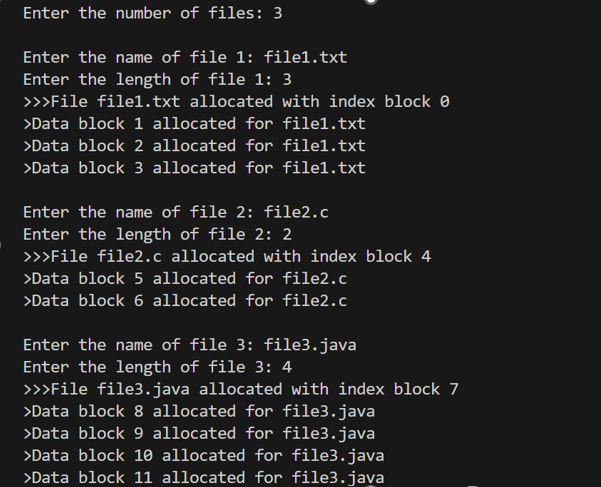 Enter the number of files: 3
Enter the name of file 1: file1.txt
Enter the length of file 1: 3
>>>File file1.txt allocated with index block 0
>Data block 1 allocated for file1.txt
>Data block 2 allocated for file1.txt
>Data block 3 allocated for file1.txt
Enter the name of file 2: file2.c
Enter the length of file 2: 2
>>>File file2.c allocated with index block 4
>Data block 5 allocated for file2.c
>Data block 6 allocated for file2.c
Enter the name of file 3: file3.java
Enter the length of file 3: 4
>>>File file3.java allocated with index block 7
>Data block 8 allocated for file3.java
>Data block 9 allocated for file3.java
>Data block 10 allocated for file3.java
>Data block 11 allocated for file3.java